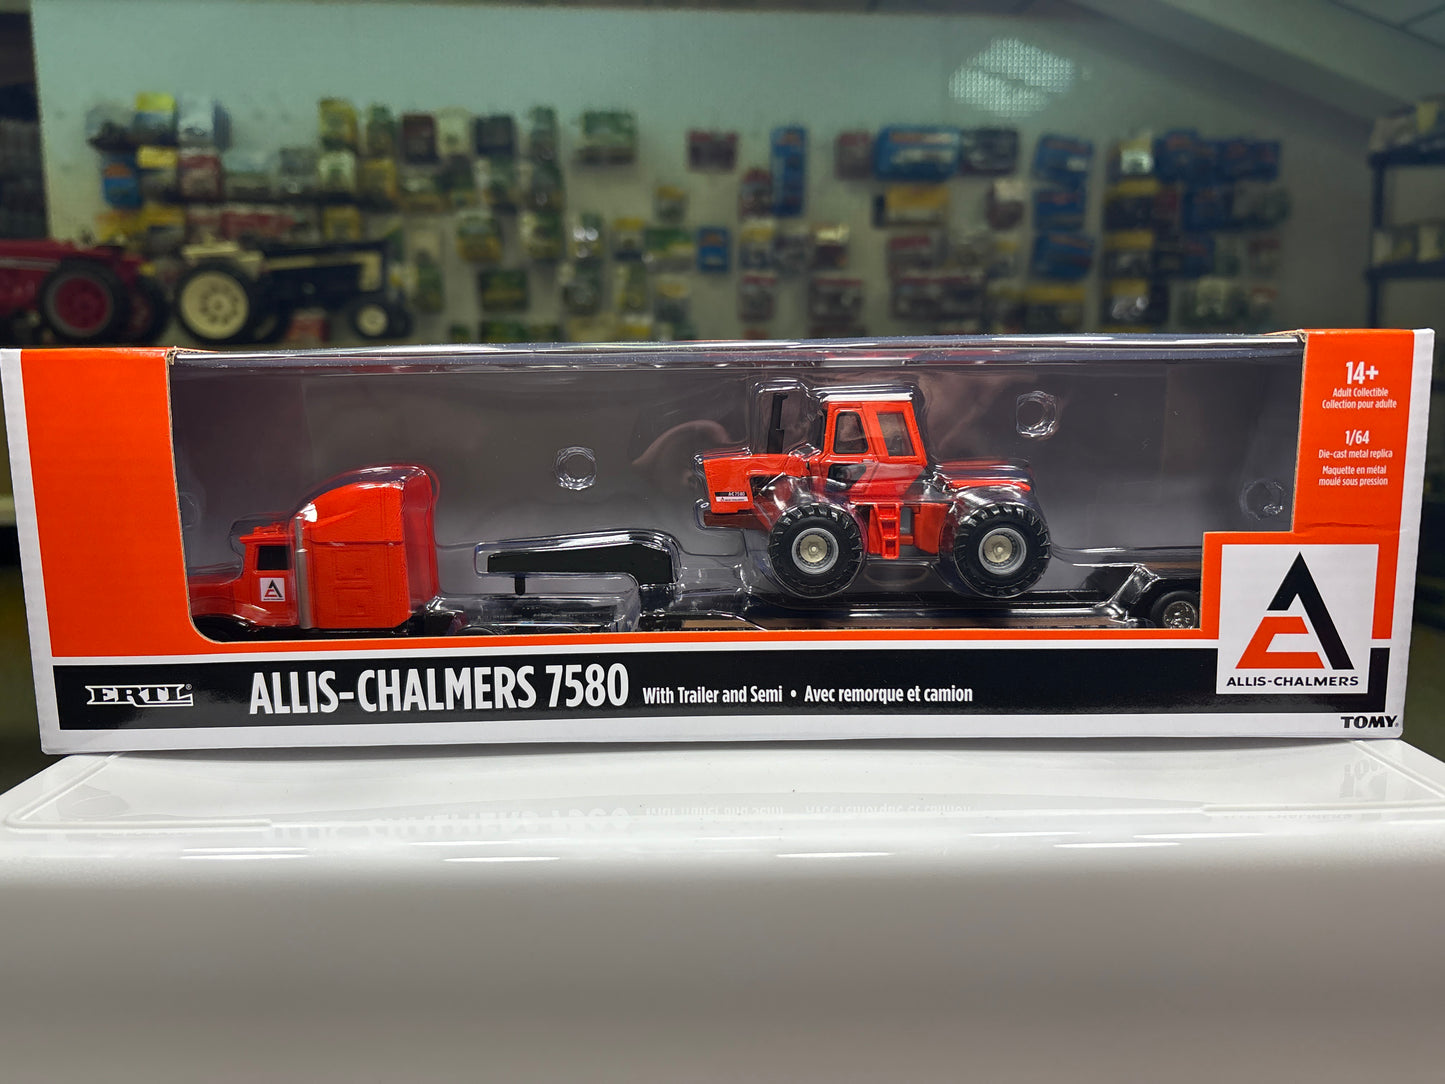 14+
Adult Collectible
Collection pour adulte
1/64
Die-cast metal replica
Maquette en métal
moulé sous pression
A-C 7580
ERTL®
ALLIS-CHALMERS 7580 With Trailer and Semi • Avec remorque et camion
ALLIS-CHALMERS
TOMY®